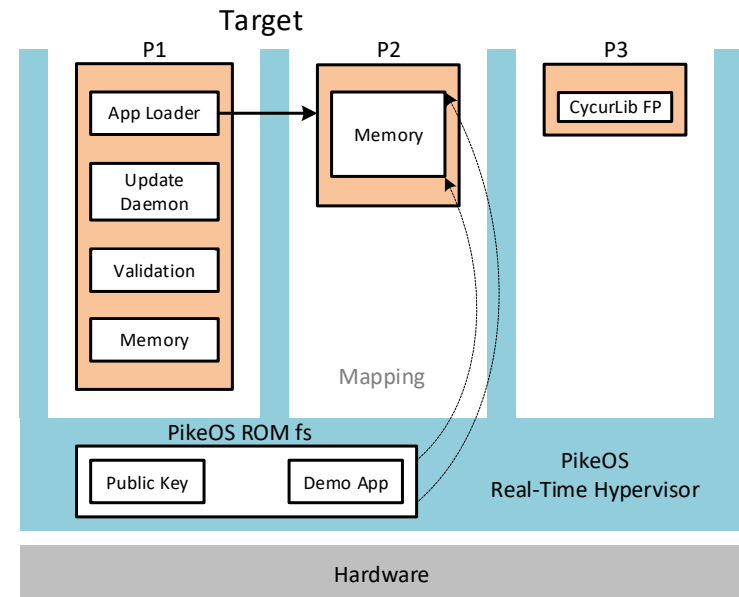 Target
P1
P2
P3
App Loader
Update
Daemon
Validation
Memory
Memory
CycurLib FP
Mapping
PikeOS ROM fs
Public Key
Demo App
PikeOS
Real-Time Hypervisor
Hardware